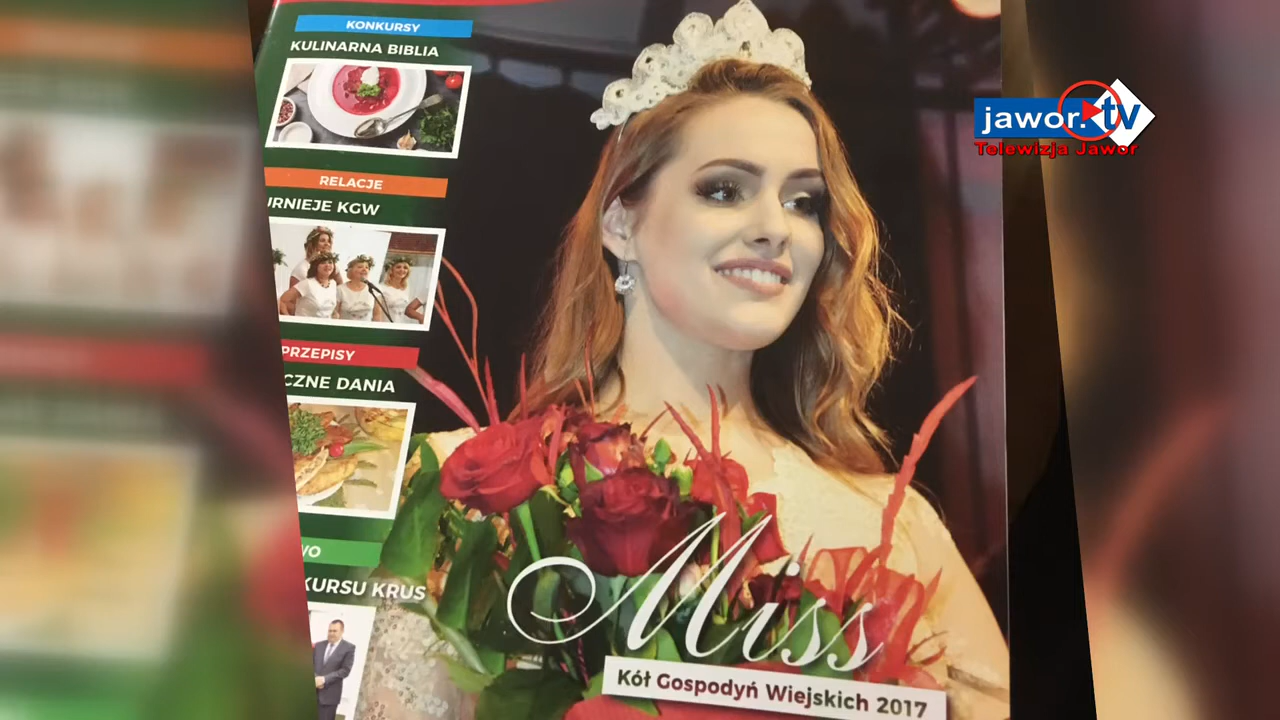 KONKURSY
KULINARNA BIBLIA
RELACJE
URNIEJE KGW
PRZEPISY
CZNE DANIA
WO
KURSU KRUS
jawor.tv
Telewizja Jawor
Miss
Kół Gospodyń Wiejskich 2017